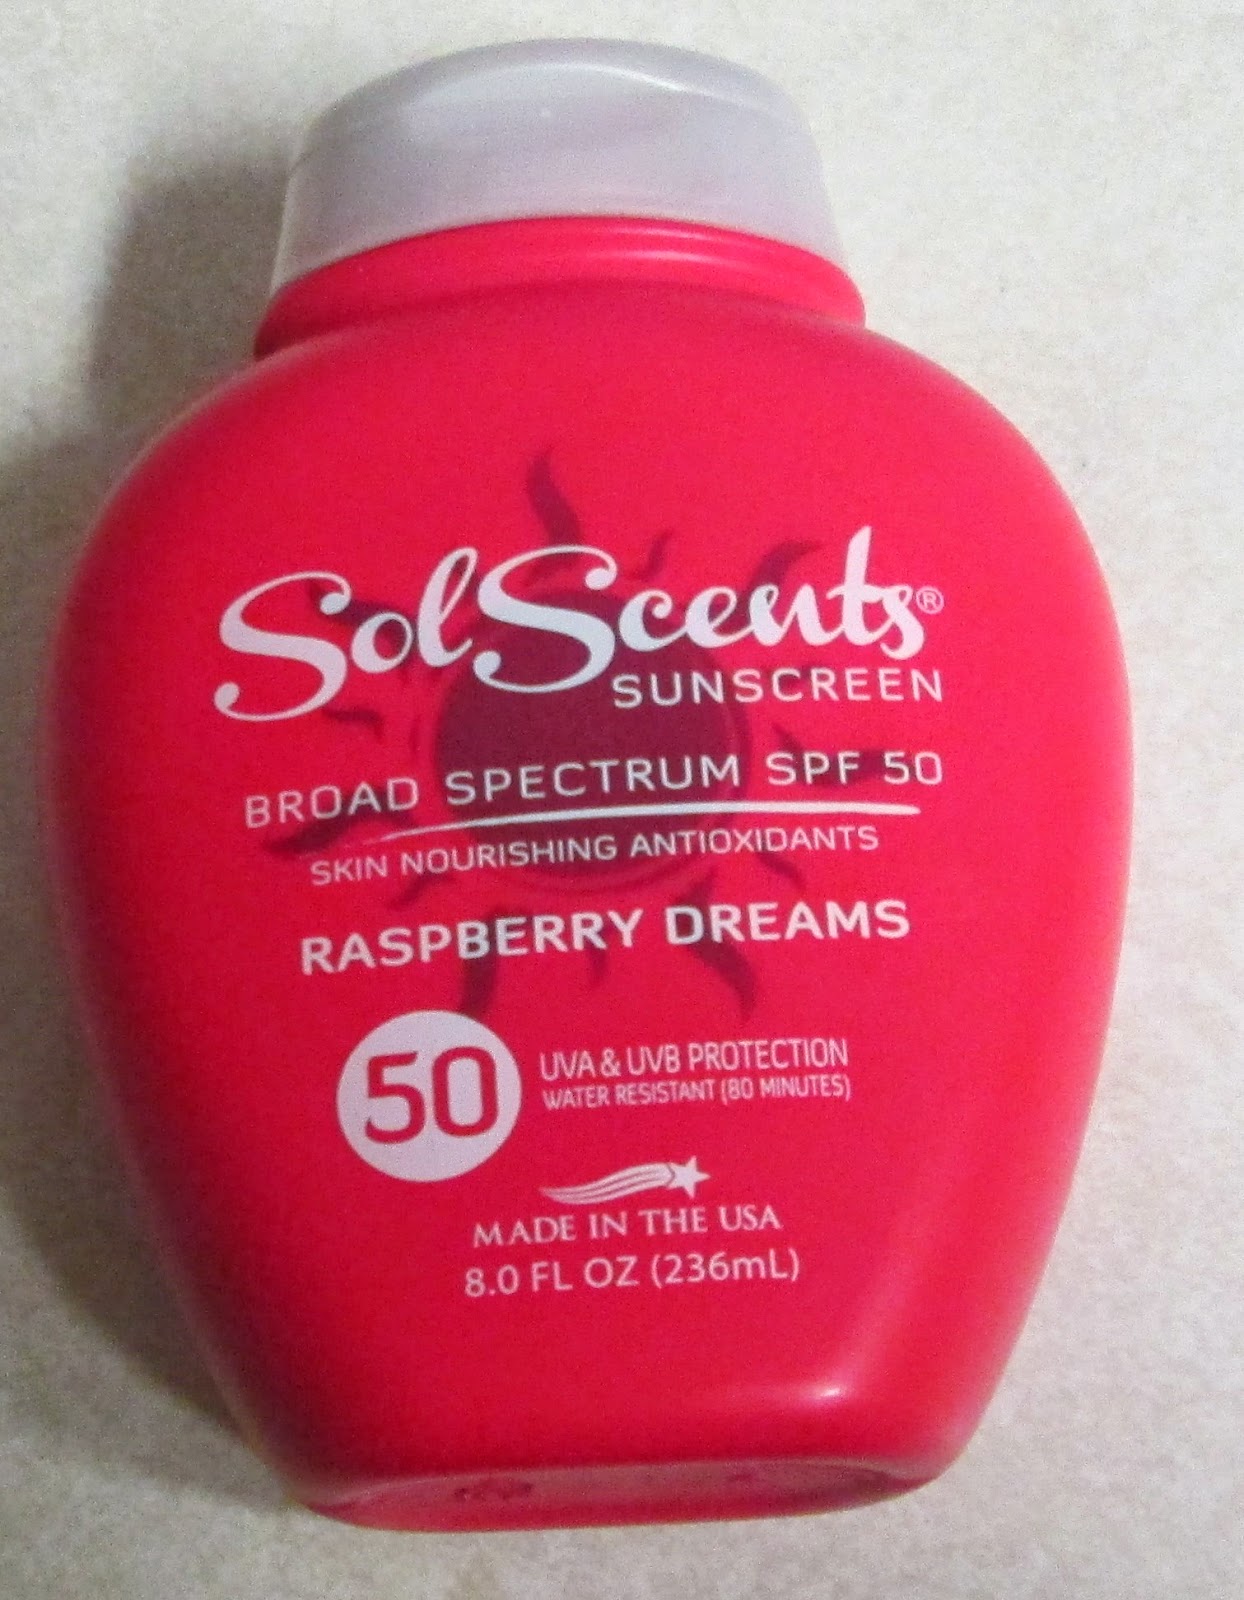 SolScents®
SUNSCREEN
BROAD SPECTRUM SPF 50
SKIN NOURISHING ANTIOXIDANTS
RASPBERRY DREAMS
50
UVA & UVB PROTECTION
WATER RESISTANT (80 MINUTES)
MADE IN THE USA
8.0 FL OZ (236mL)